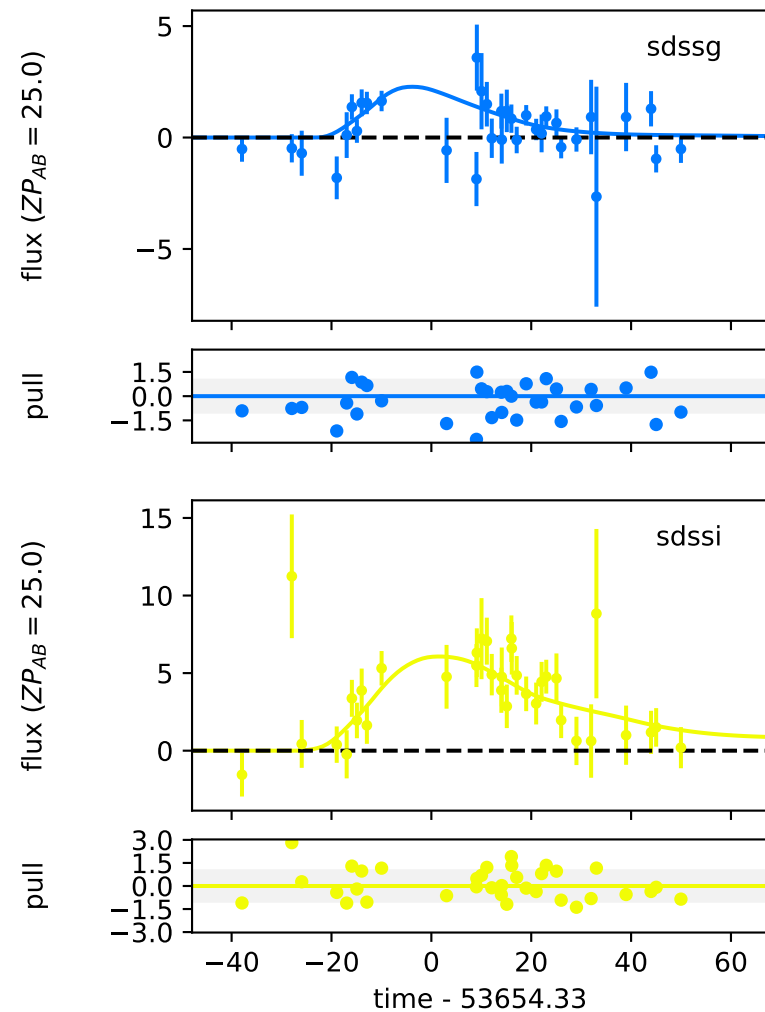 sdssg
flux (ZP_AB = 25.0)
5
0
−5
pull
1.5
0.0
−1.5
sdssi
flux (ZP_AB = 25.0)
15
10
5
0
pull
3.0
1.5
0.0
−1.5
−3.0
−40 −20 0 20 40 60
time - 53654.33